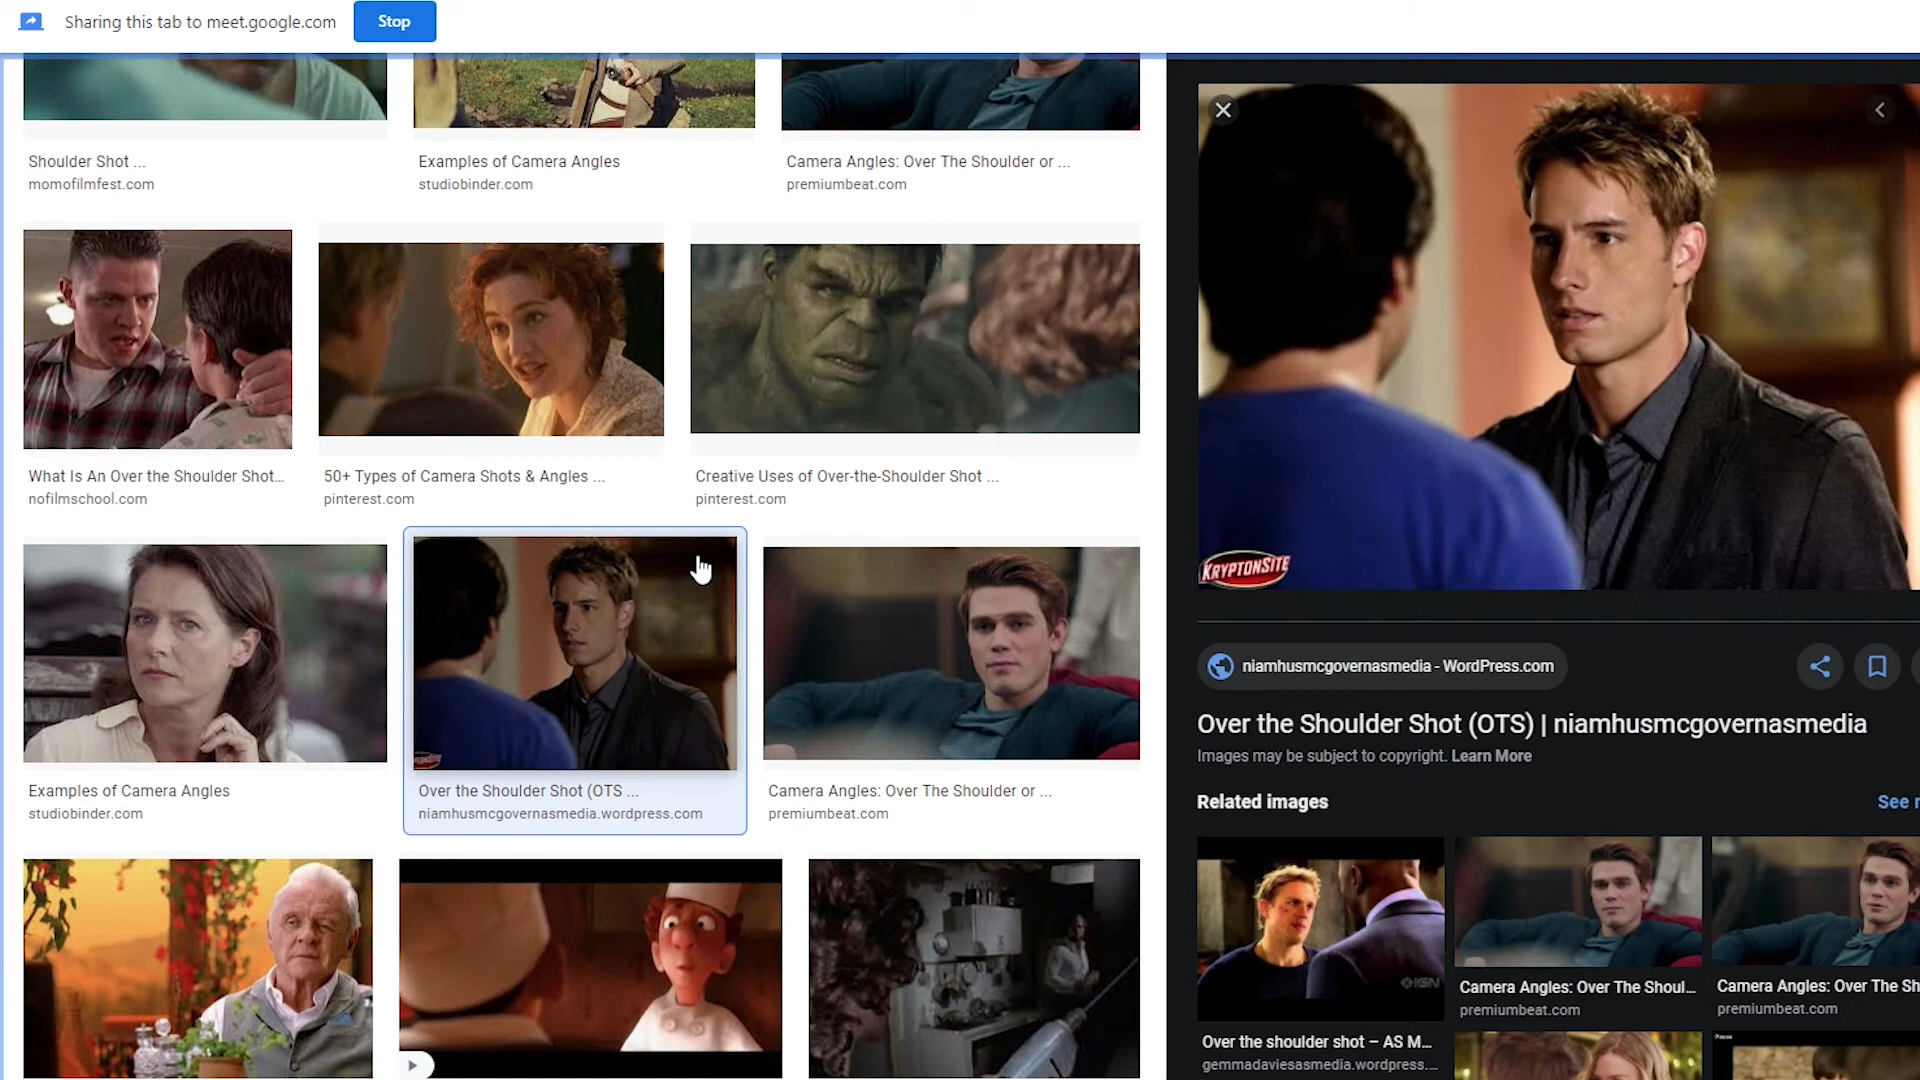 Sharing this tab to meet.google.com
Stop
Shoulder Shot ...
momofilmfest.com
Examples of Camera Angles
studiobinder.com
Camera Angles: Over The Shoulder or ...
premiumbeat.com
What Is An Over the Shoulder Shot...
nofilmschool.com
50+ Types of Camera Shots & Angles ...
pinterest.com
Creative Uses of Over-the-Shoulder Shot ...
pinterest.com
Examples of Camera Angles
studiobinder.com
Over the Shoulder Shot (OTS ...
niamhusmcgovernasmedia.wordpress.com
Camera Angles: Over The Shoulder or ...
premiumbeat.com
KRYPTONSITE
niamhusmcgovernasmedia - WordPress.com
Over the Shoulder Shot (OTS) | niamhusmcgovernasmedia
Images may be subject to copyright. Learn More
Related images
See
IGN
Over the shoulder shot – AS M...
gemmadaviesasmedia.wordpress....
Camera Angles: Over The Shoul...
premiumbeat.com
Camera Angles: Over The Sh
premiumbeat.com